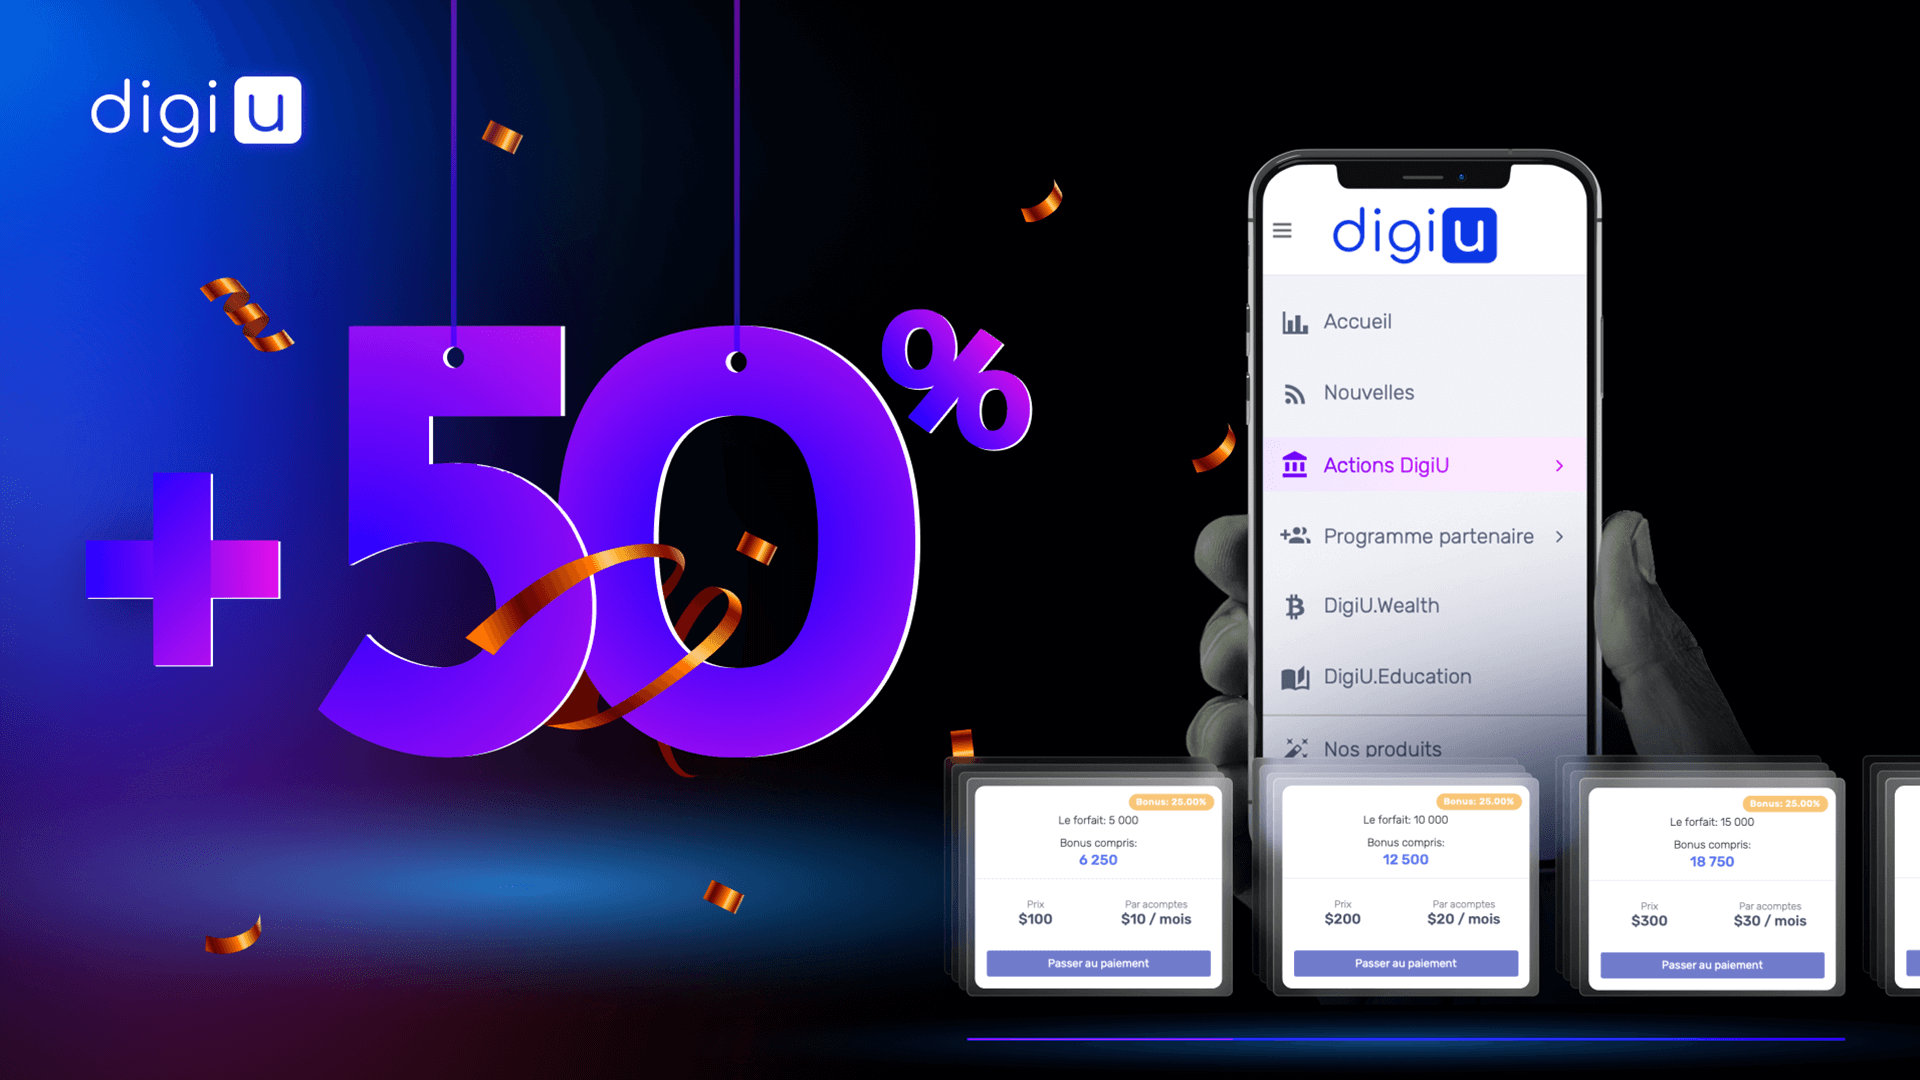 digi u
+50%
digi u
Accueil
Nouvelles
Actions DigiU
Programme partenaire
DigiU.Wealth
DigiU.Education
Nos produits
Bonus: 25.00%
Le forfait: 5 000
Bonus compris:
6 250
Prix
Par acomptes
$100
$10 / mois
Passer au paiement
Bonus: 25.00%
Le forfait: 10 000
Bonus compris:
12 500
Prix
Par acomptes
$200
$20 / mois
Passer au paiement
Bonus: 25.00%
Le forfait: 15 000
Bonus compris:
18 750
Prix
Par acomptes
$300
$30 / mois
Passer au paiement